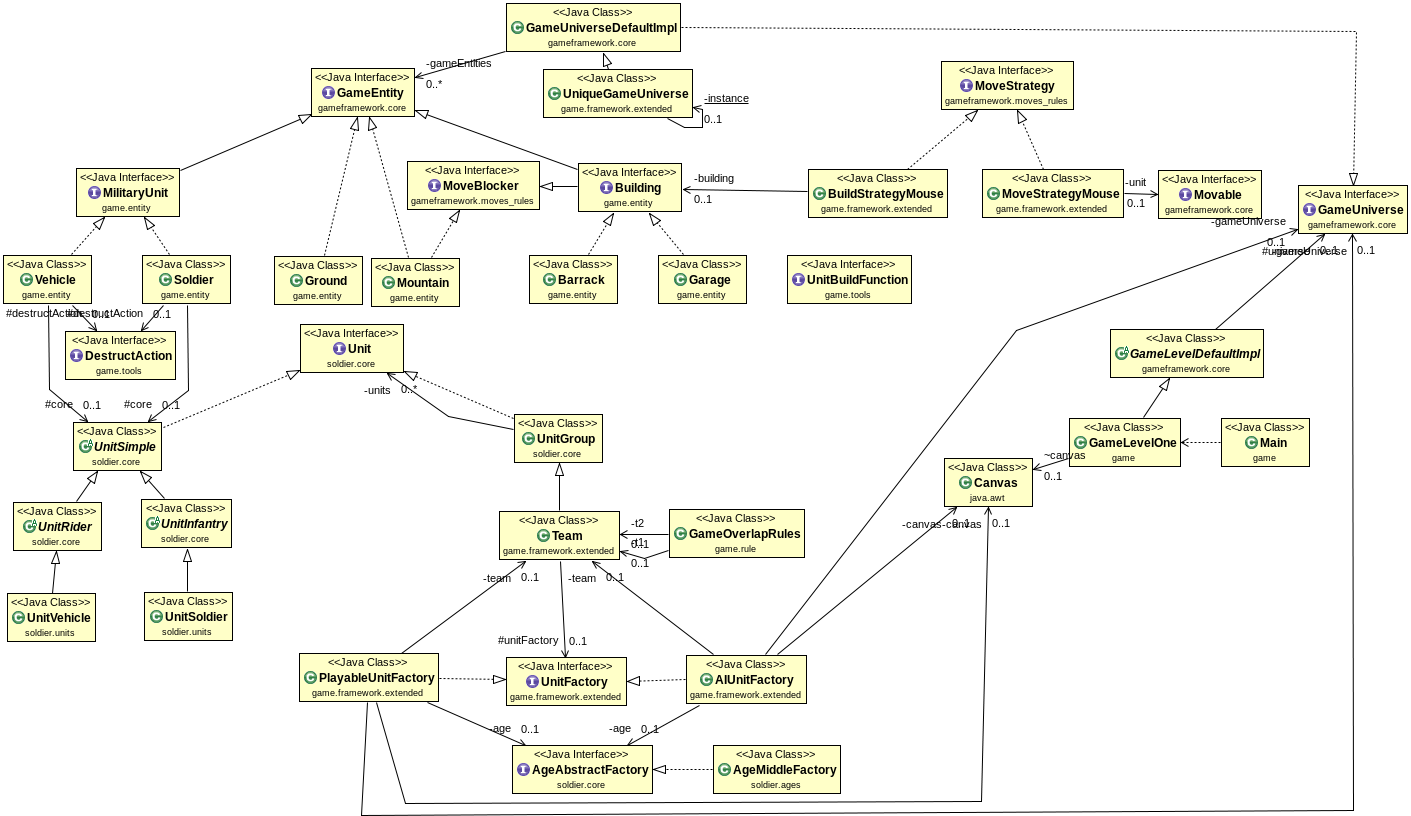 <<Java Class>>
GameUniverseDefaultImpl
gameframework.core
-gameEntities
0..*
<<Java Interface>>
GameEntity
gameframework.core
<<Java Class>>
UniqueGameUniverse
game.framework.extended
-instance
0..1
<<Java Interface>>
MoveStrategy
gameframework.moves_rules
<<Java Interface>>
MilitaryUnit
game.entity
<<Java Interface>>
MoveBlocker
gameframework.moves_rules
<<Java Interface>>
Building
game.entity
-building
0..1
<<Java Class>>
BuildStrategyMouse
game.framework.extended
<<Java Class>>
MoveStrategyMouse
game.framework.extended
-unit
0..1
<<Java Interface>>
Movable
gameframework.core
<<Java Interface>>
GameUniverse
gameframework.core
-gameUniverse
0..1
#universe
0..1
-gameUniverse
0..1
<<Java Class>>
Vehicle
game.entity
<<Java Class>>
Soldier
game.entity
<<Java Class>>
Ground
game.entity
<<Java Class>>
Mountain
game.entity
<<Java Class>>
Barrack
game.entity
<<Java Class>>
Garage
game.entity
<<Java Interface>>
UnitBuildFunction
game.tools
#destructAction
0..1
#destructAction
0..1
<<Java Interface>>
DestructAction
game.tools
<<Java Interface>>
Unit
soldier.core
<<Java Class>>
GameLevelDefaultImpl
gameframework.core
-units
0..*
#core
0..1
#core
0..1
<<Java Class>>
UnitSimple
soldier.core
<<Java Class>>
UnitGroup
soldier.core
<<Java Class>>
GameLevelOne
game
<<Java Class>>
Main
game
~canvas
0..1
<<Java Class>>
Canvas
java.awt
<<Java Class>>
UnitRider
soldier.core
<<Java Class>>
UnitInfantry
soldier.core
<<Java Class>>
Team
game.framework.extended
-t2
0..1
-t1
0..1
<<Java Class>>
GameOverlapRules
game.rule
-canvas
0..1
-canvas
0..1
-team
0..1
-team
0..1
<<Java Class>>
UnitVehicle
soldier.units
<<Java Class>>
UnitSoldier
soldier.units
#unitFactory
0..1
<<Java Class>>
PlayableUnitFactory
game.framework.extended
<<Java Interface>>
UnitFactory
game.framework.extended
<<Java Class>>
AIUnitFactory
game.framework.extended
-age
0..1
-age
0..1
<<Java Interface>>
AgeAbstractFactory
soldier.core
<<Java Class>>
AgeMiddleFactory
soldier.ages